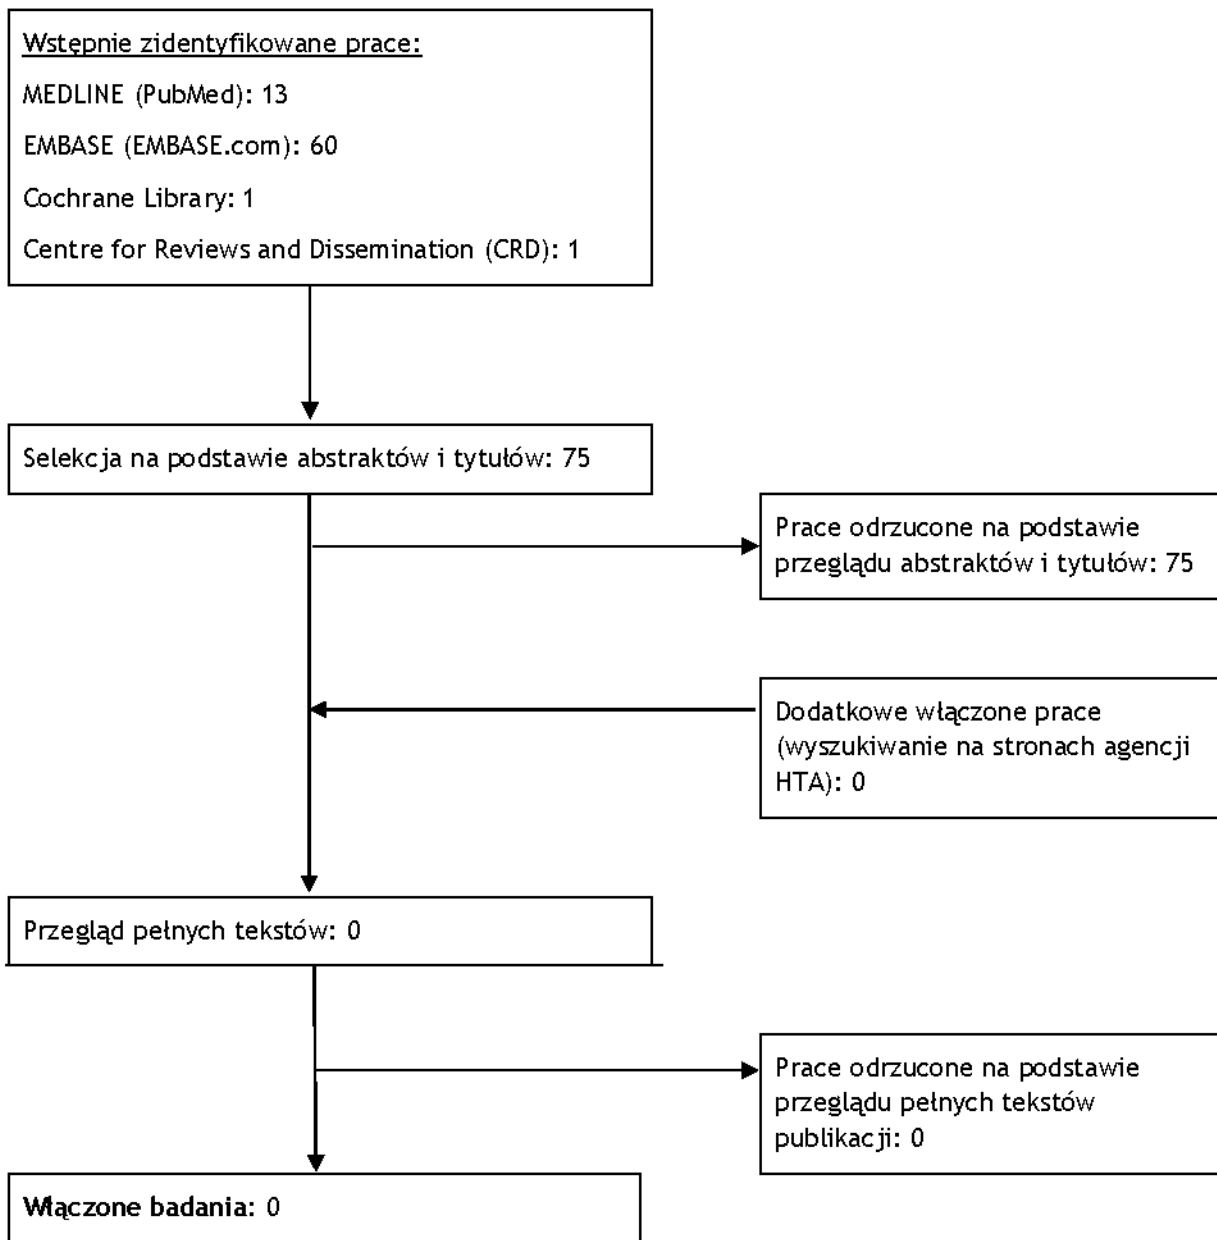 Wstępnie zidentyfikowane prace:
MEDLINE (PubMed): 13
EMBASE (EMBASE.com): 60
Cochrane Library: 1
Centre for Reviews and Dissemination (CRD): 1
Selekcja na podstawie abstraktów i tytułów: 75
Prace odrzucone na podstawie
przeglądu abstraktów i tytułów: 75
Dodatkowe włączone prace
(wyszukiwanie na stronach agencji
HTA): 0
Przegląd pełnych tekstów: 0
Prace odrzucone na podstawie
przeglądu pełnych tekstów
publikacji: 0
Włączone badania: 0